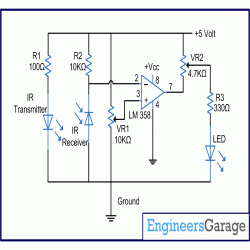 +5 Volt
R1
100Ω
R2
10KΩ
+Vcc
VR2
4.7KΩ
R3
330Ω
2
8
7
3
4
LM 358
IR
Transmitter
IR
Receiver
VR1
10KΩ
LED
Ground
EngineersGarage